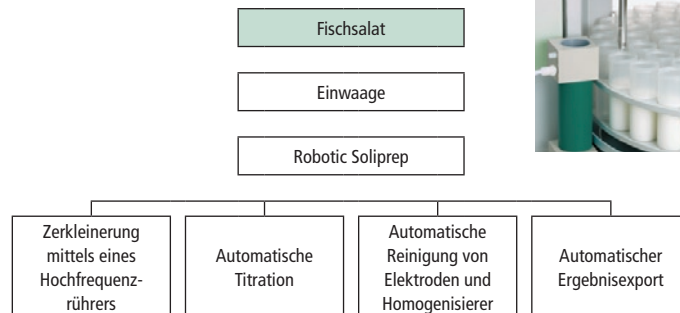 Fischsalat
Einwaage
Robotic Soliprep
Zerkleinerung
mittels eines
Hochfrequenz-
rührers
Automatische
Titration
Automatische
Reinigung von
Elektroden und
Homogenisierer
Automatischer
Ergebnisexport